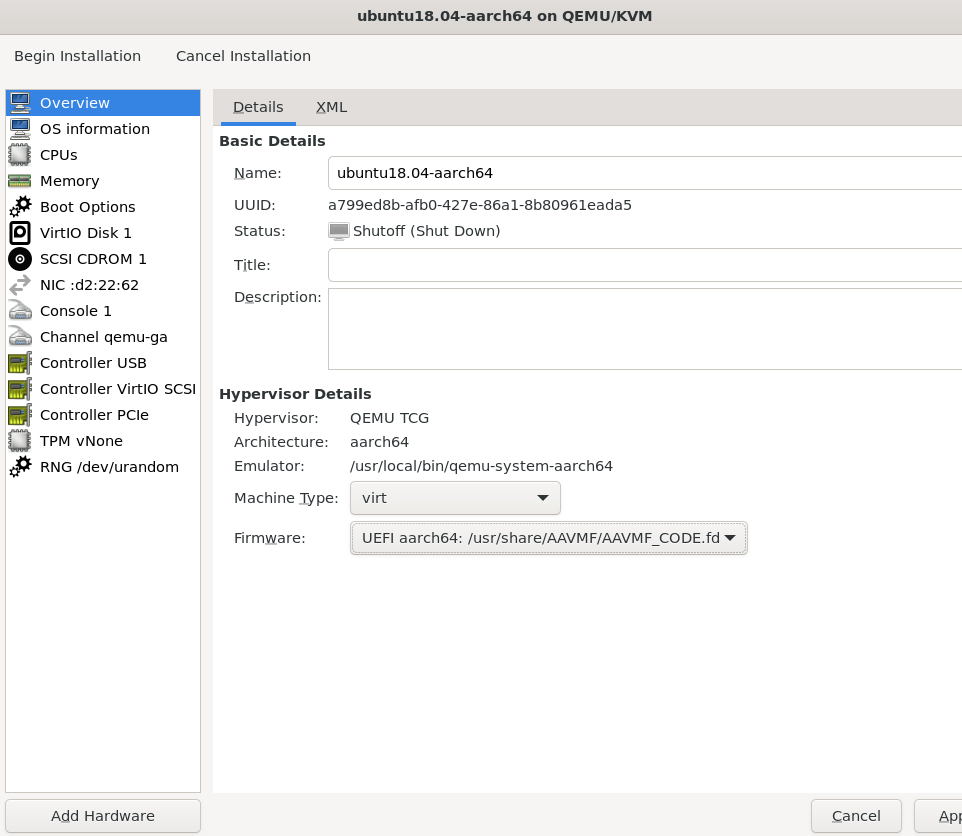 ubuntu18.04-aarch64 on QEMU/KVM
Begin Installation Cancel Installation
Overview
OS information
CPUs
Memory
Boot Options
VirtIO Disk 1
SCSI CDROM 1
NIC :d2:22:62
Console 1
Channel qemu-ga
Controller USB
Controller VirtIO SCSI
Controller PCIe
TPM vNone
RNG /dev/urandom
Add Hardware
Details XML
Basic Details
Name: ubuntu18.04-aarch64
UUID: a799ed8b-afb0-427e-86a1-8b80961eada5
Status: Shutoff (Shut Down)
Title:
Description:
Hypervisor Details
Hypervisor: QEMU TCG
Architecture: aarch64
Emulator: /usr/local/bin/qemu-system-aarch64
Machine Type: virt
Firmware: UEFI aarch64: /usr/share/AAVMF/AAVMF_CODE.fd
Cancel App